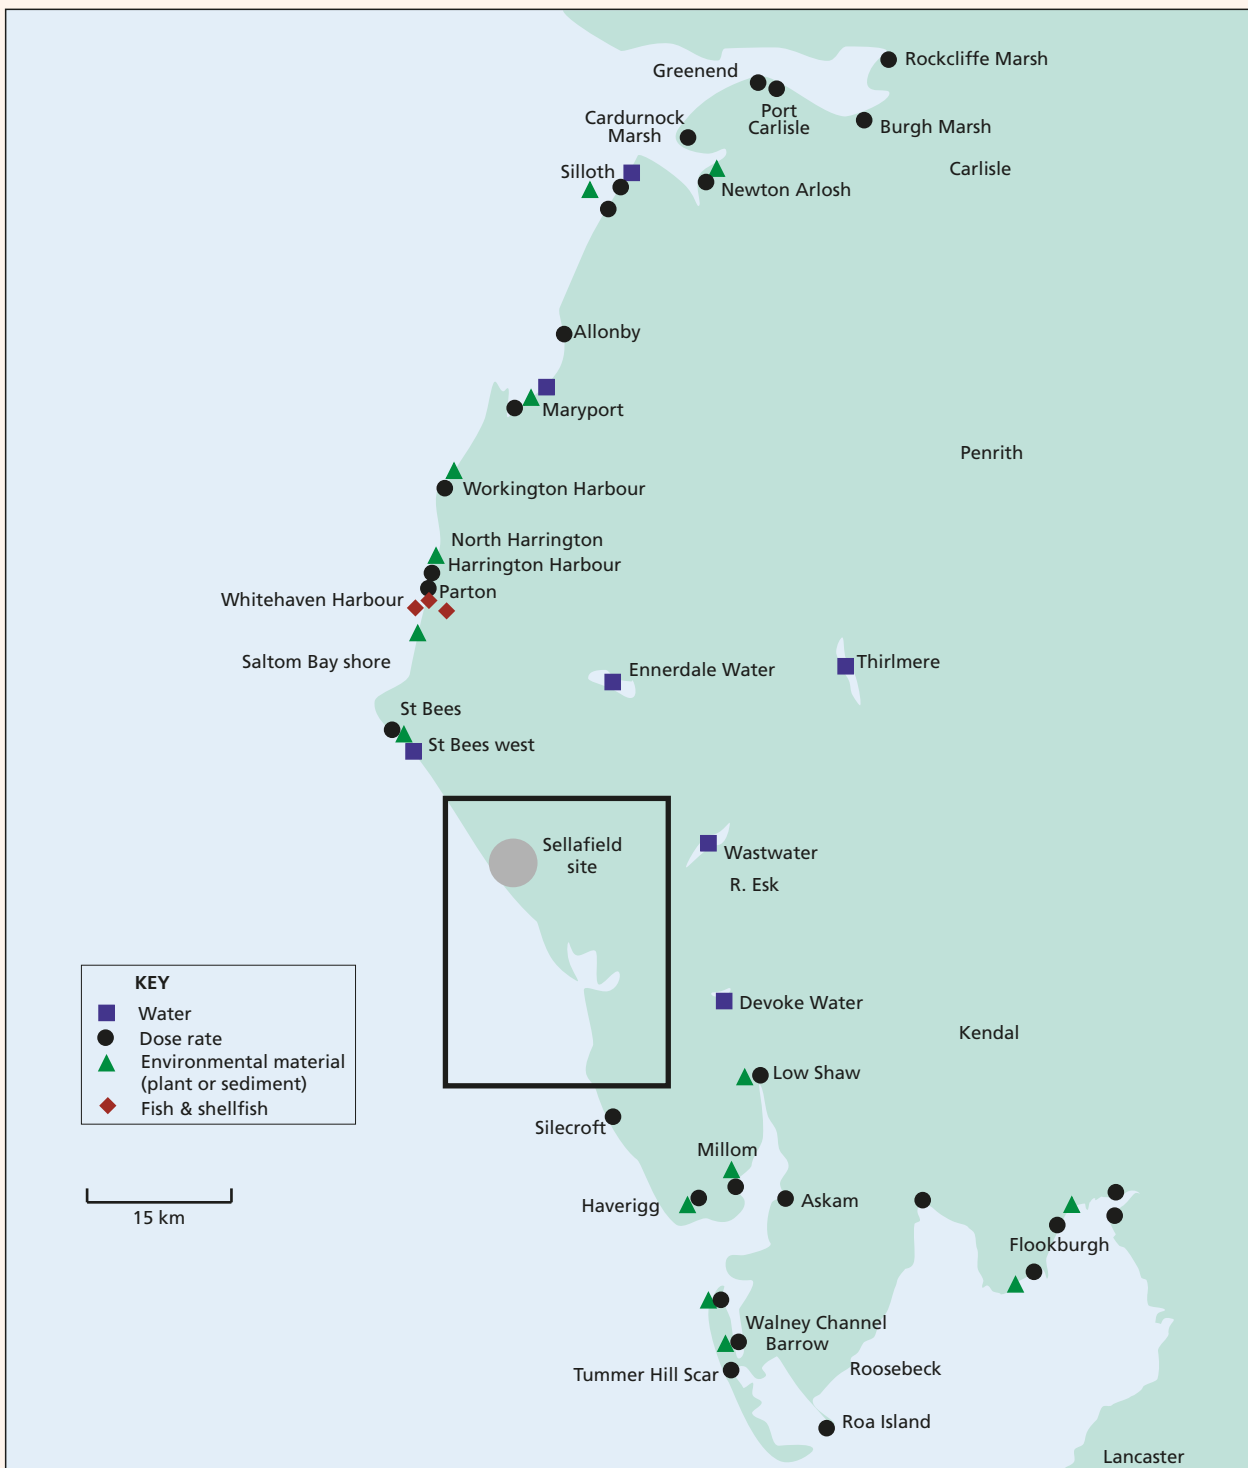 Rockcliffe Marsh
Greenend
Port
Carlisle
Cardurnock
Marsh
Burgh Marsh
Carlisle
Silloth
Newton Arlosh
Allonby
Maryport
Penrith
Workington Harbour
North Harrington
Harrington Harbour
Parton
Whitehaven Harbour
Saltom Bay shore
Ennerdale Water
Thirlmere
St Bees
St Bees west
Sellafield
site
Wastwater
R. Esk
KEY
Water
Dose rate
Environmental material
(plant or sediment)
Fish & shellfish
Devoke Water
Kendal
Low Shaw
Silecroft
Millom
15 km
Haverigg
Askam
Flookburgh
Walney Channel
Barrow
Tummer Hill Scar
Roosebeck
Roa Island
Lancaster